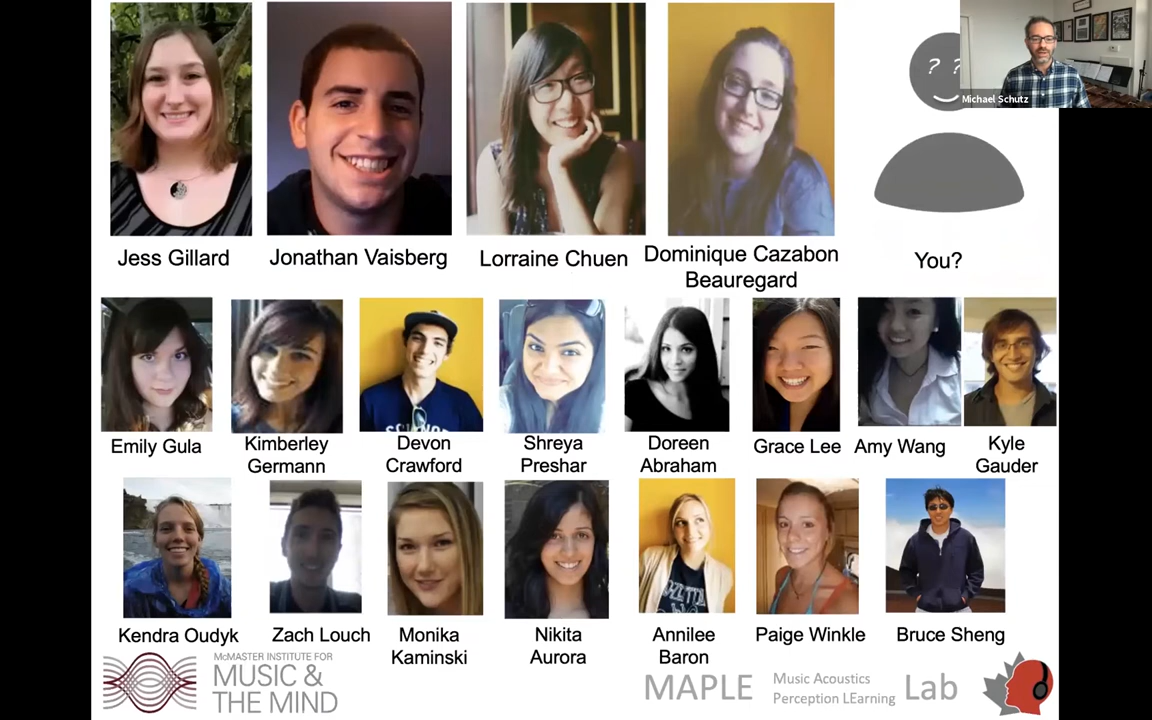 ? ?
Michael Schutz
Jess Gillard
Jonathan Vaisberg
Lorraine Chuen
Dominique Cazabon
Beauregard
You?
Emily Gula
Kimberley
Germann
Devon
Crawford
Shreya
Preshar
Doreen
Abraham
Grace Lee
Amy Wang
Kyle
Gauder
Kendra Oudyk
Zach Louch
Monika
Kaminski
Nikita
Aurora
Annilee
Baron
Paige Winkle
Bruce Sheng
McMASTER INSTITUTE FOR
MUSIC &
THE MIND
MAPLE
Music Acoustics
Perception LEarning
Lab